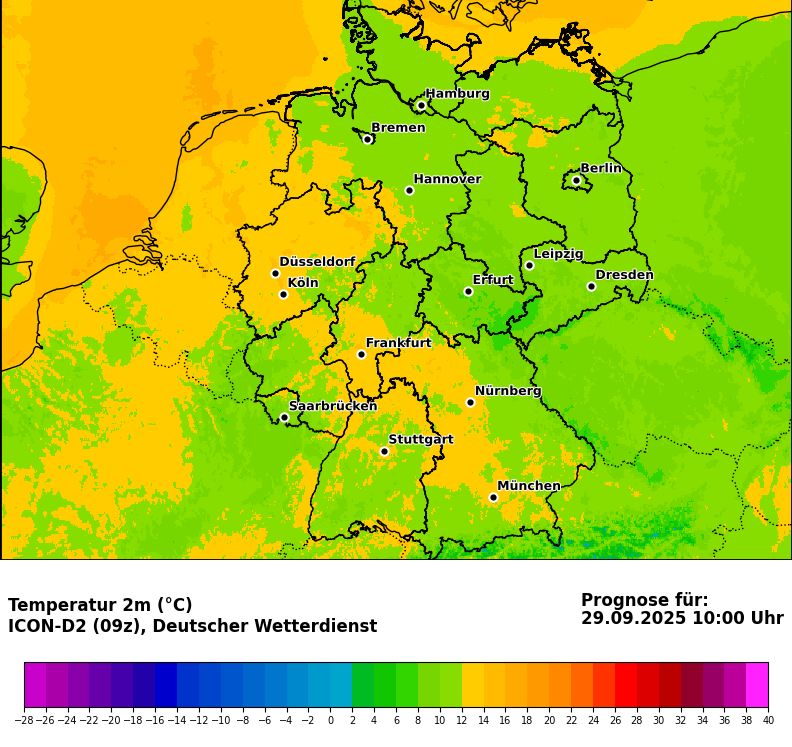 Hamburg
Bremen
Berlin
Hannover
Leipzig
Düsseldorf
Dresden
Erfurt
Köln
Frankfurt
Nürnberg
Saarbrücken
Stuttgart
München
Temperatur 2m (°C)
ICON-D2 (09z), Deutscher Wetterdienst
Prognose für:
29.09.2025 10:00 Uhr
−28 −26 −24 −22 −20 −18 −16 −14 −12 −10 −8 −6 −4 −2 0 2 4 6 8 10 12 14 16 18 20 22 24 26 28 30 32 34 36 38 40